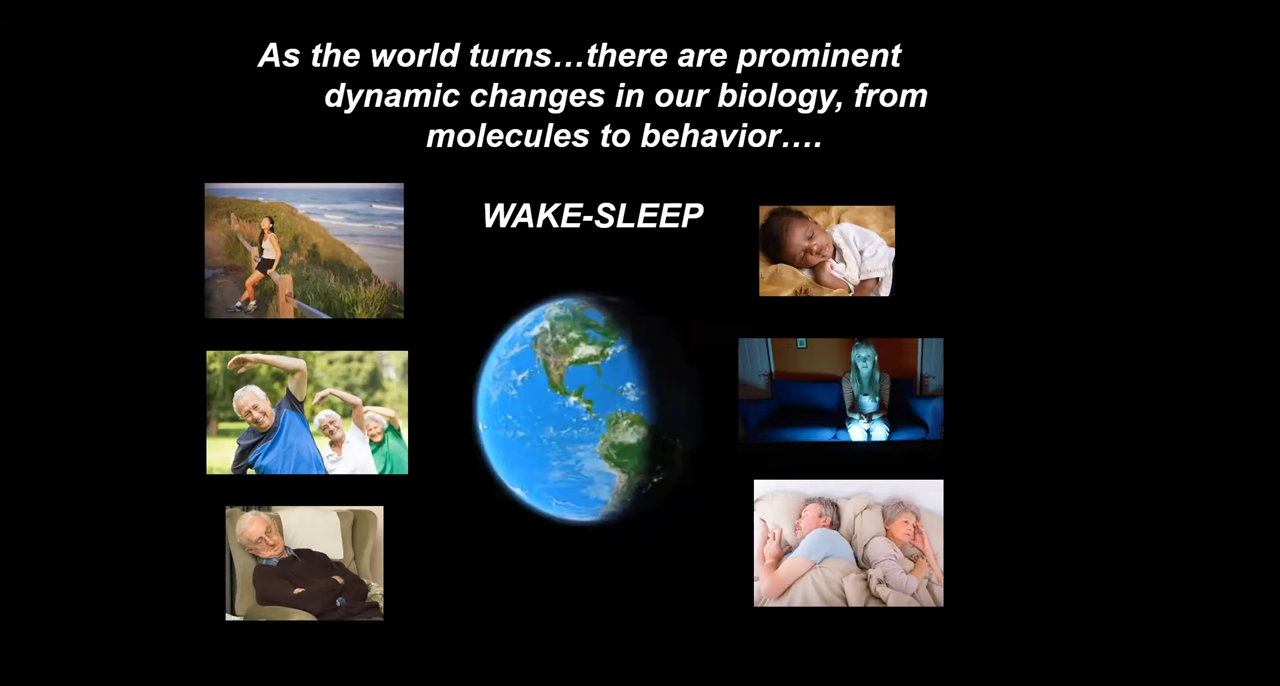 As the world turns…there are prominent
dynamic changes in our biology, from
molecules to behavior….
WAKE-SLEEP